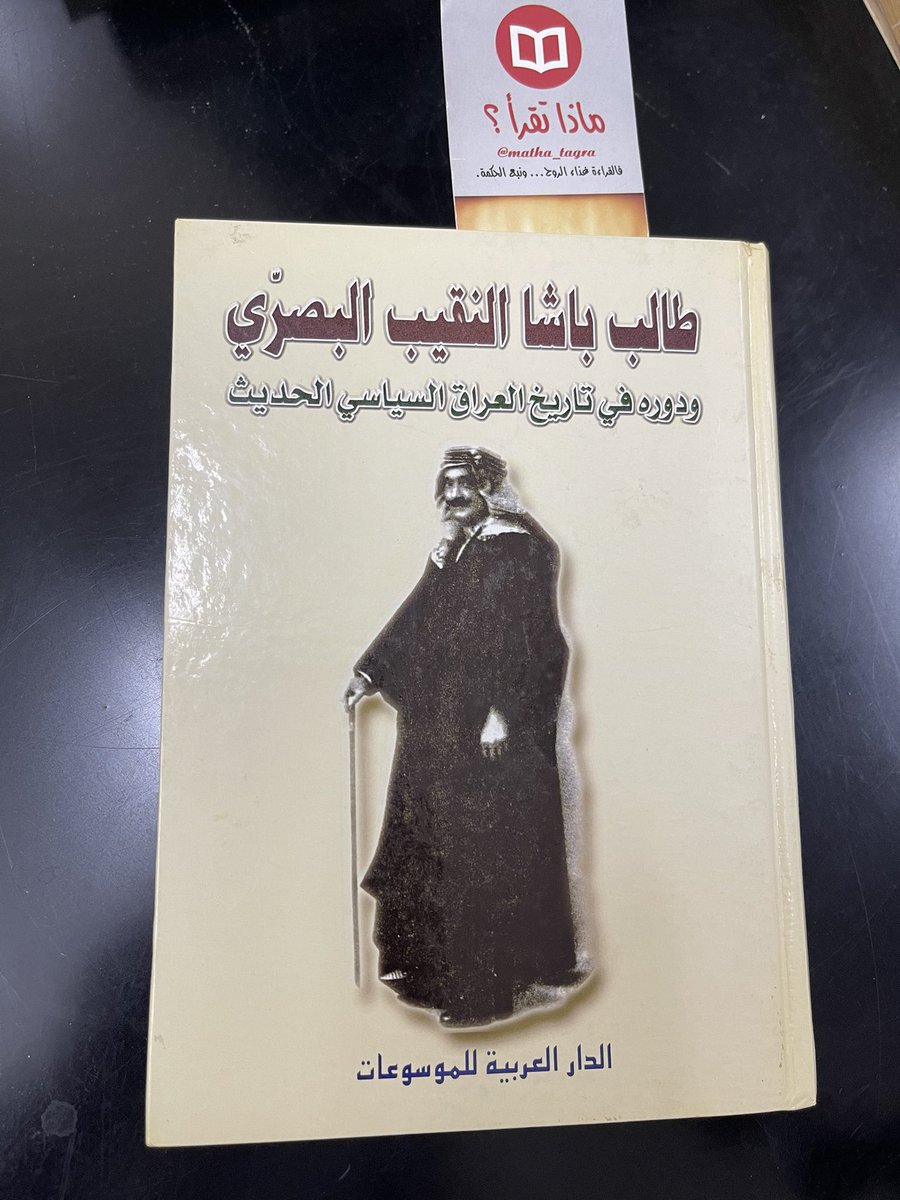 ماذا تقرأ ؟
@matha_taqra
فالقراءة غذاء الروح... ونبع الحكمة.
طالب باشا النقيب البصرّي
ودوره في تاريخ العراق السياسي الحديث
الدار العربية للموسوعات